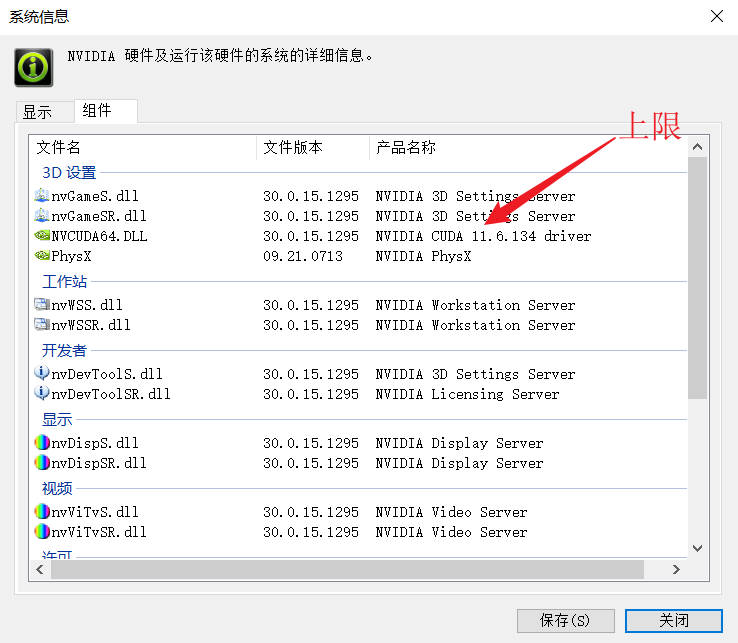 系统信息
NVIDIA 硬件及运行该硬件的系统的详细信息。
显示 组件
上限
文件名 文件版本 产品名称
3D 设置
nvGameS.dll 30.0.15.1295 NVIDIA 3D Settings Server
nvGameSR.dll 30.0.15.1295 NVIDIA 3D Settings Server
NVCUDA64.DLL 30.0.15.1295 NVIDIA CUDA 11.6.134 driver
PhysX 09.21.0713 NVIDIA PhysX
工作站
nvWSS.dll 30.0.15.1295 NVIDIA Workstation Server
nvWSSR.dll 30.0.15.1295 NVIDIA Workstation Server
开发者
nvDevToolS.dll 30.0.15.1295 NVIDIA 3D Settings Server
nvDevToolSR.dll 30.0.15.1295 NVIDIA Licensing Server
显示
nvDispS.dll 30.0.15.1295 NVIDIA Display Server
nvDispSR.dll 30.0.15.1295 NVIDIA Display Server
视频
nvViTvS.dll 30.0.15.1295 NVIDIA Video Server
nvViTvSR.dll 30.0.15.1295 NVIDIA Video Server
许可
保存(S) 关闭